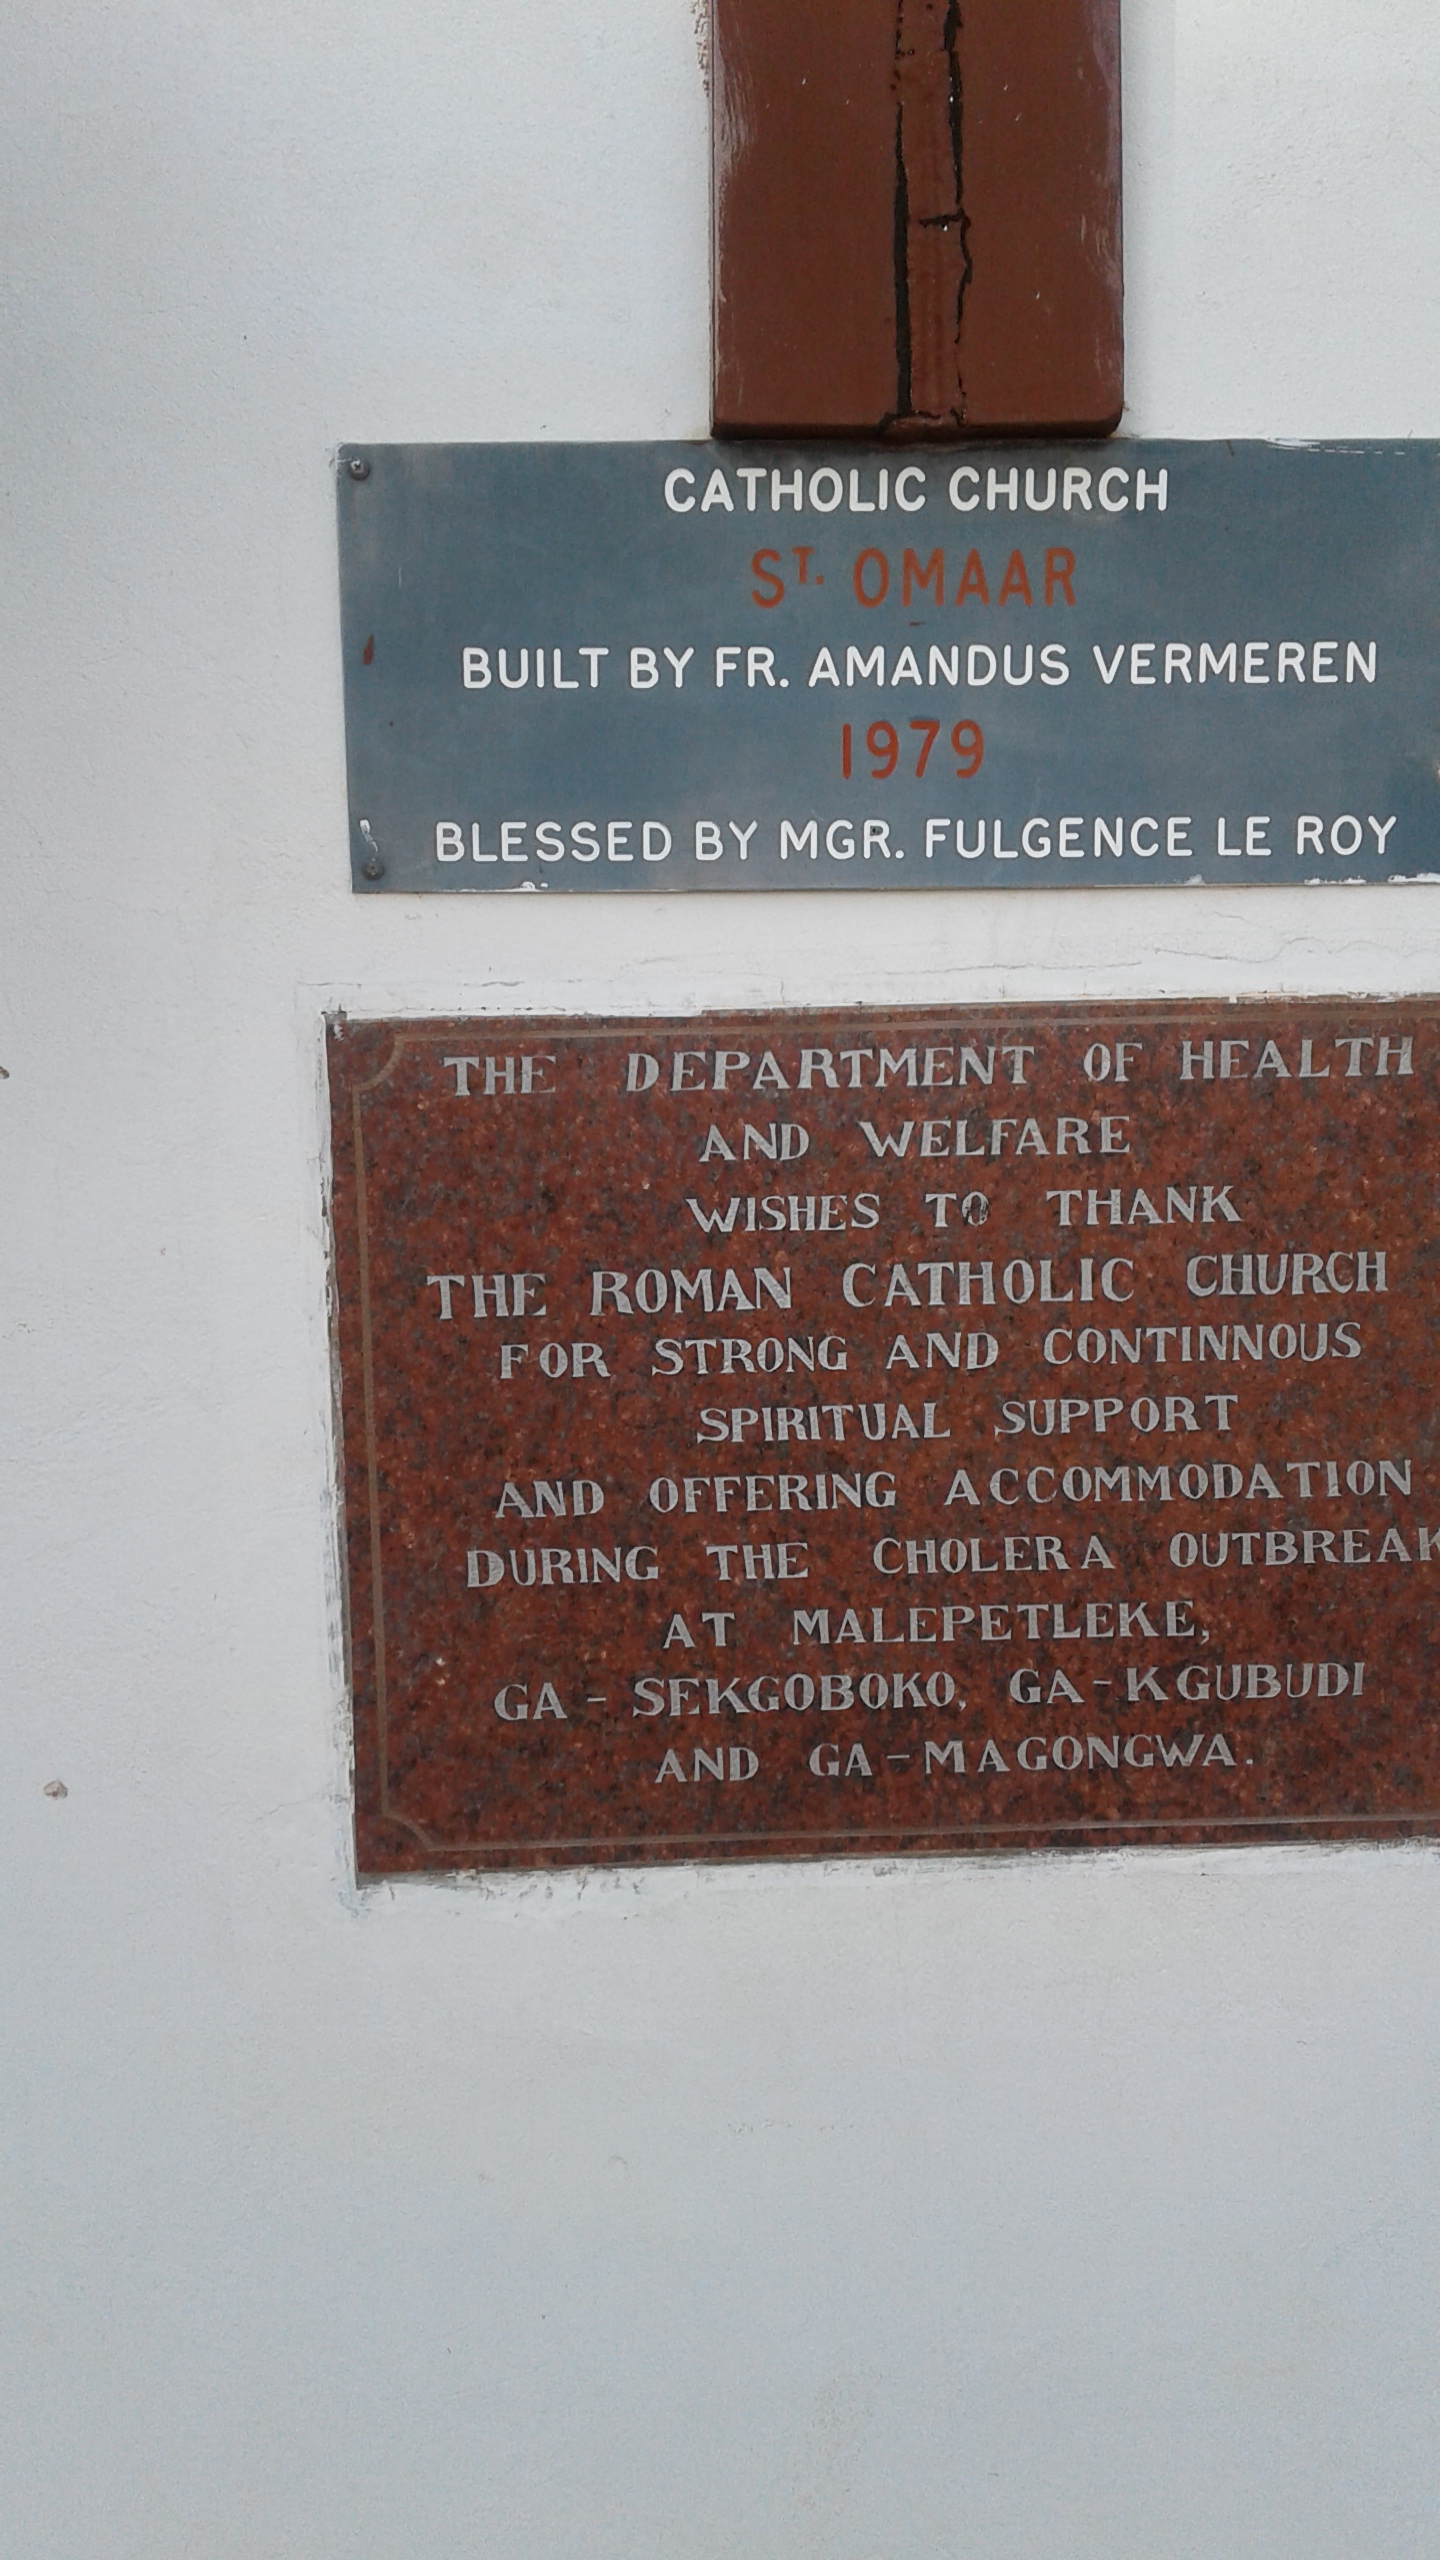 CATHOLIC CHURCH
ST. OMAAR
BUILT BY FR. AMANDUS VERMEREN
1979
BLESSED BY MGR. FULGENCE LE ROY
THE DEPARTMENT OF HEALTH
AND WELFARE
WISHES TO THANK
THE ROMAN CATHOLIC CHURCH
FOR STRONG AND CONTINNOUS
SPIRITUAL SUPPORT
AND OFFERING ACCOMMODATION
DURING THE CHOLERA OUTBREAK
AT MALEPETLEKE,
GA - SEKGOBOKO, GA - KGUBUDI
AND GA - MAGONGWA.